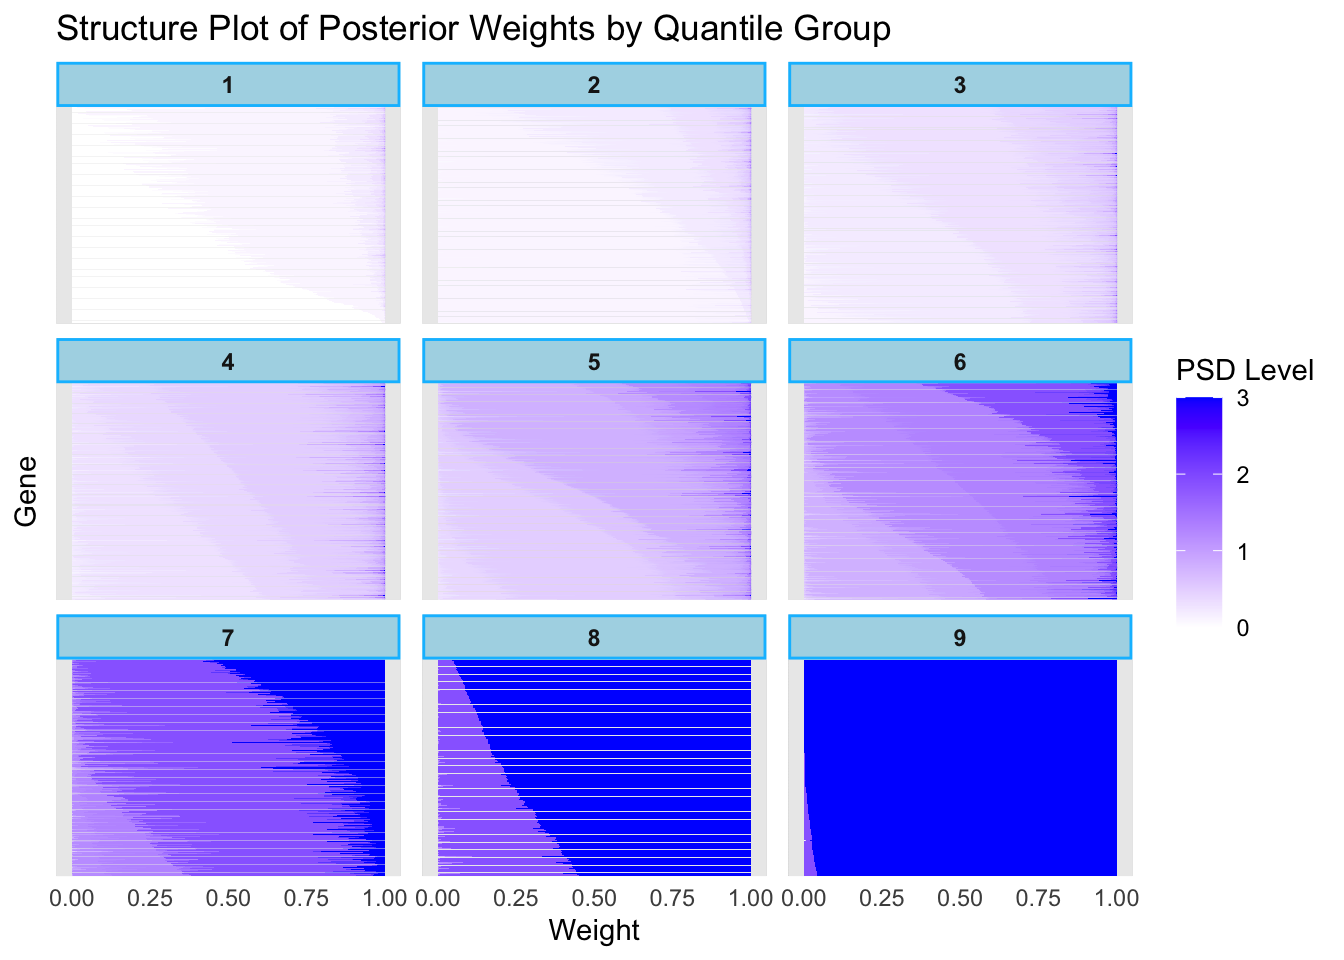 Structure Plot of Posterior Weights by Quantile Group
1 2 3
4 5 6
7 8 9
Gene
0.00 0.25 0.50 0.75 1.00 0.00 0.25 0.50 0.75 1.00 0.00 0.25 0.50 0.75 1.00
Weight
PSD Level
3
2
1
0